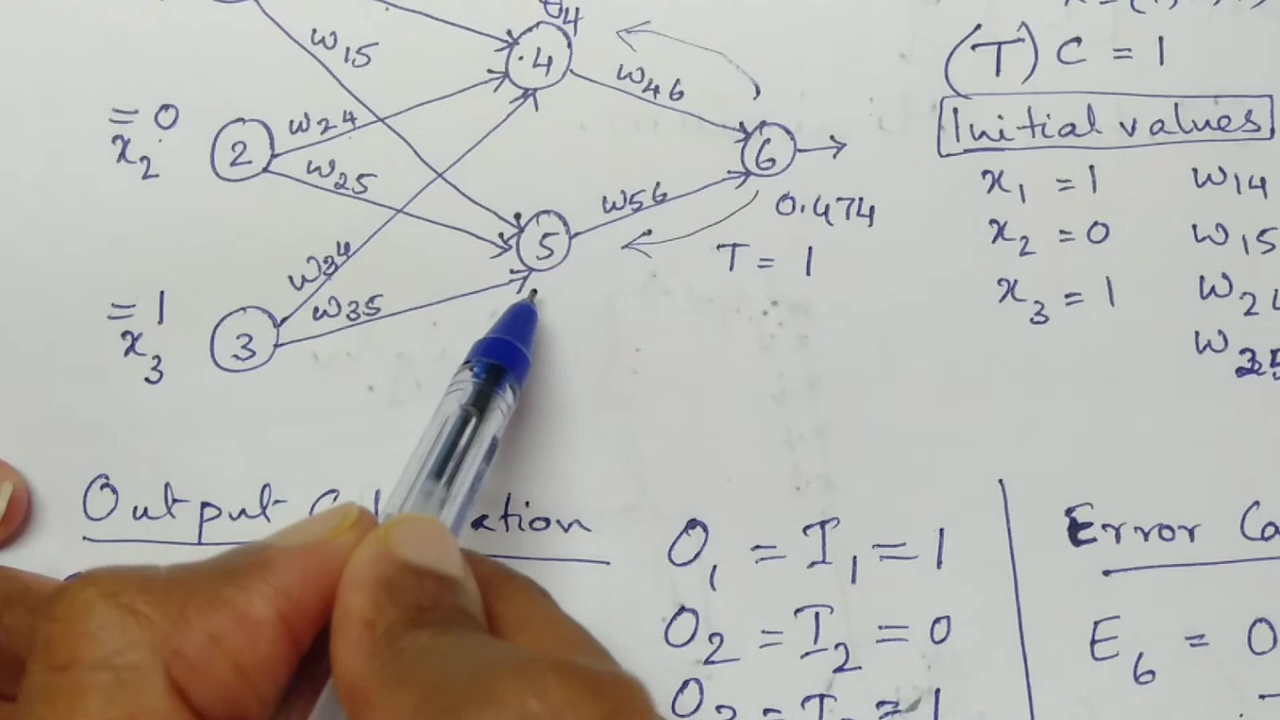 θ4
w15
w46
= 0
x2
w24
2
4
w25
6
w56
0.474
5
T = 1
w34
= 1
x3
3
w35
(T) C = 1
Initial values
x1 = 1 w14
x2 = 0 w15
x3 = 1
Output
O1 = I1 = 1
O2 = I2 = 0
Error
E6 = 0